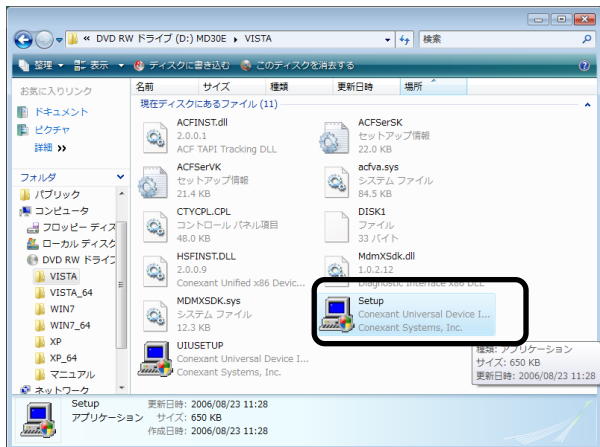 « DVD RW ドライブ (D:) MD30E ▸ VISTA
検索
整理 表示 ディスクに書き込む このディスクを消去する
お気に入りリンク
ドキュメント
ピクチャ
詳細 »
フォルダ
パブリック
コンピュータ
フロッピー ディス
ローカル ディスク
DVD RW ドライブ
VISTA
VISTA_64
WIN7
WIN7_64
XP
XP_64
マニュアル
ネットワーク
名前 サイズ 種類 更新日時 場所
現在ディスクにあるファイル (11)
ACFINST.dll
2.0.0.1
ACF TAPI Tracking DLL
ACFSerSK
セットアップ情報
22.0 KB
ACFSerVK
セットアップ情報
21.4 KB
acfva.sys
システム ファイル
84.5 KB
CTYCPL.CPL
コントロール パネル項目
48.0 KB
DISK1
ファイル
33 バイト
HSFINST.DLL
2.0.0.9
Conexant Unified x86 Devic...
MdmXSdk.dll
1.0.2.12
Diagnostic Interface x86 DLL
MDMXSDK.sys
システム ファイル
12.3 KB
Setup
Conexant Universal Device I...
Conexant Systems, Inc.
UIUSETUP
Conexant Universal Device I...
Conexant Systems, Inc.
種類: アプリケーション
サイズ: 650 KB
更新日時: 2006/08/23 11:28
Setup 更新日時: 2006/08/23 11:28
アプリケーション サイズ: 650 KB
作成日時: 2006/08/23 11:28